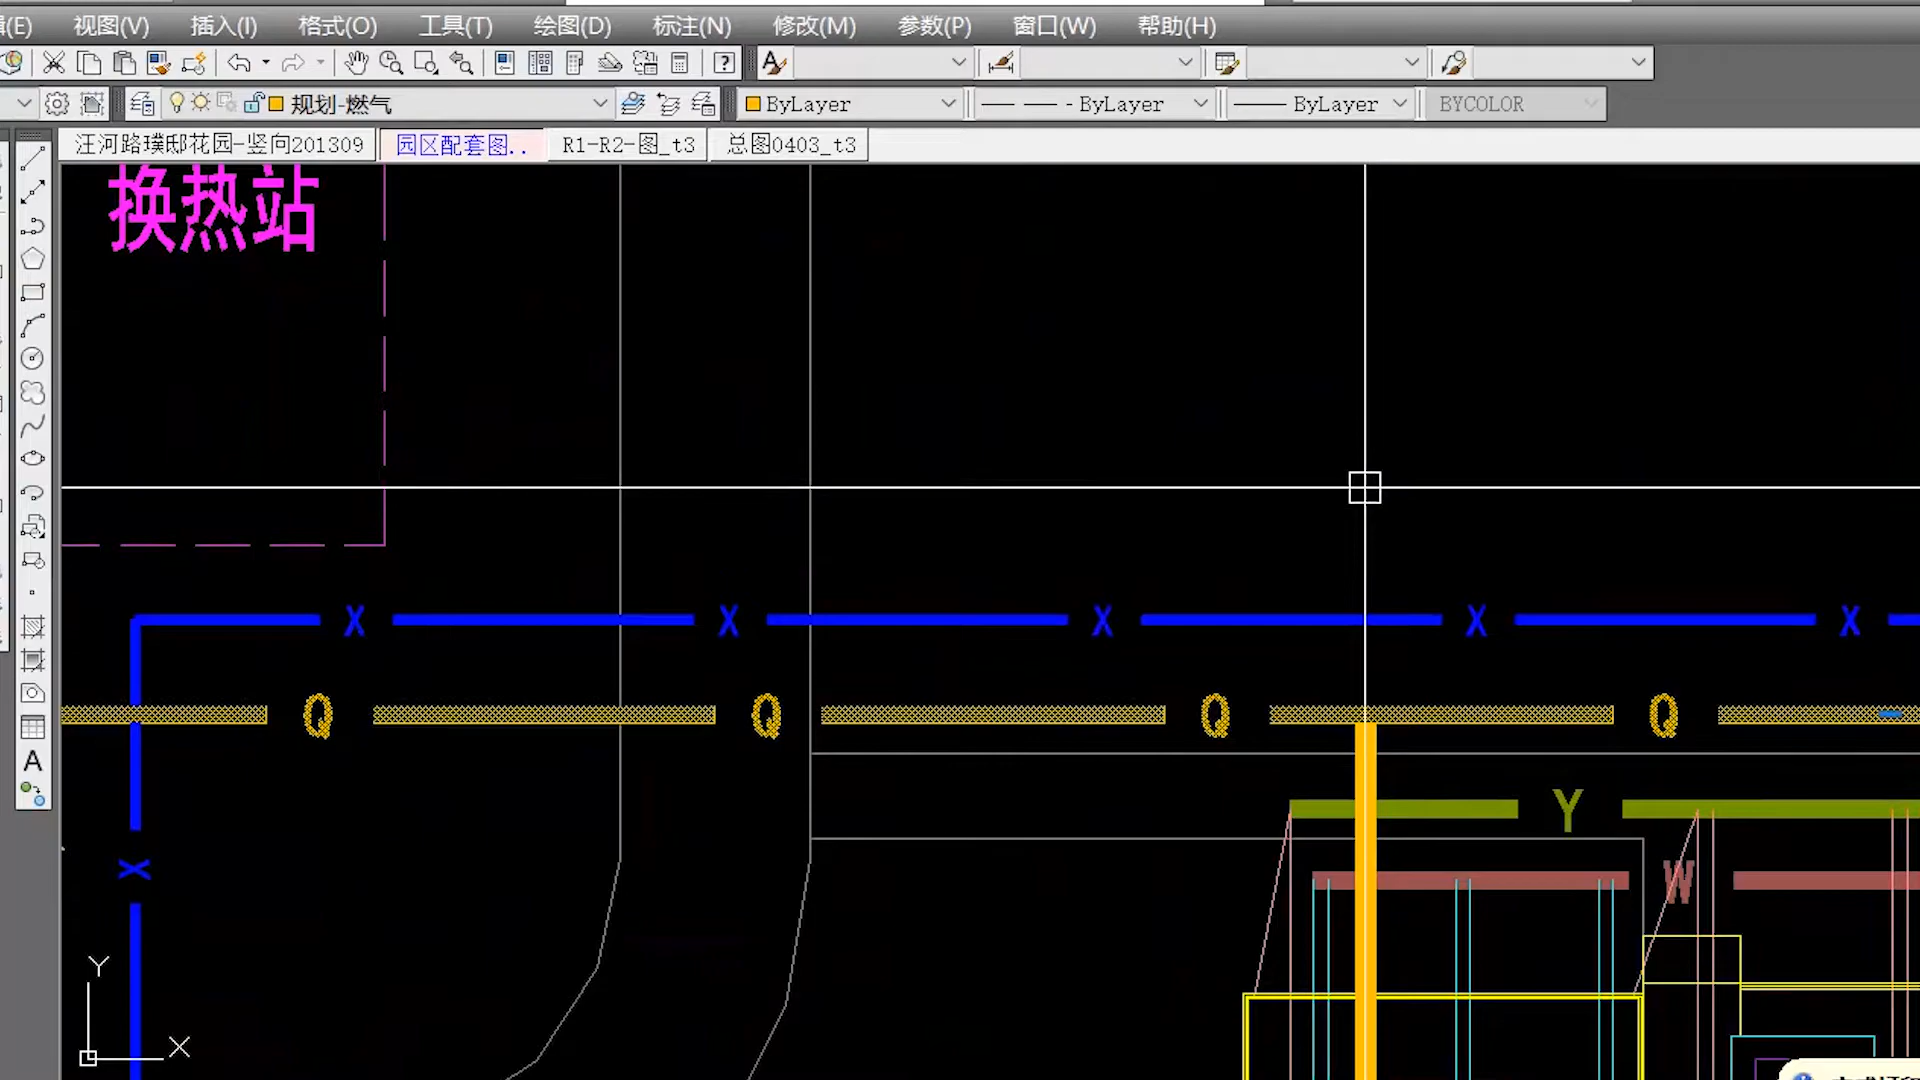 (E) 视图(V) 插入(I) 格式(O) 工具(T) 绘图(D) 标注(N) 修改(M) 参数(P) 窗口(W) 帮助(H)
规划-燃气 ByLayer ByLayer ByLayer BYCOLOR
汪河路璞邸花园-竖向201309 园区配套图.. R1-R2-图_t3 总图0403_t3
换热站
X X X X X
Q Q Q Q
Y
X W
A
Y
X